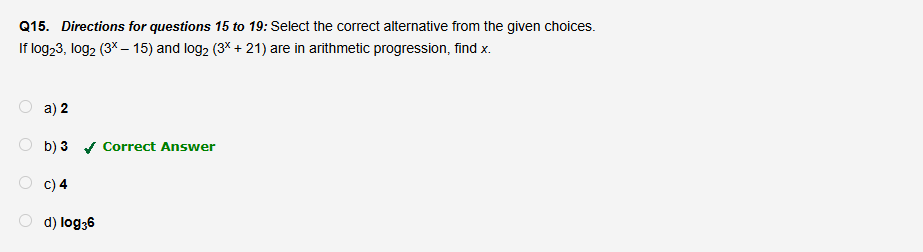 Q15. Directions for questions 15 to 19: Select the correct alternative from the given choices.
If log₂3, log₂ (3ˣ – 15) and log₂ (3ˣ + 21) are in arithmetic progression, find x.
a) 2
b) 3 ✓ Correct Answer
c) 4
d) log₃6